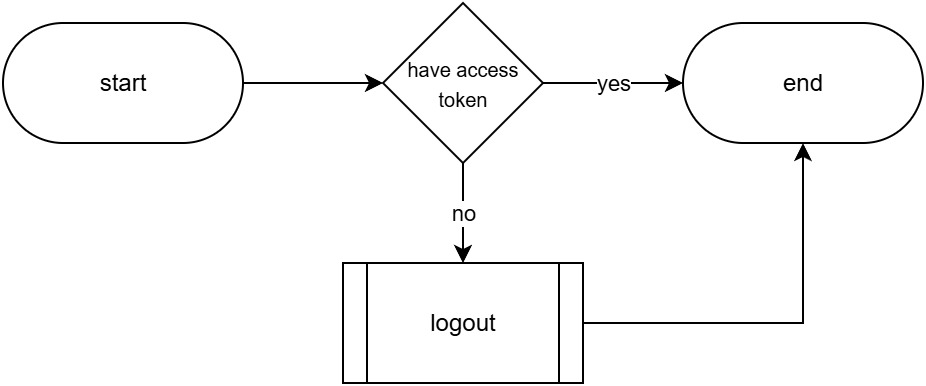 start
have access
token
yes
end
no
logout